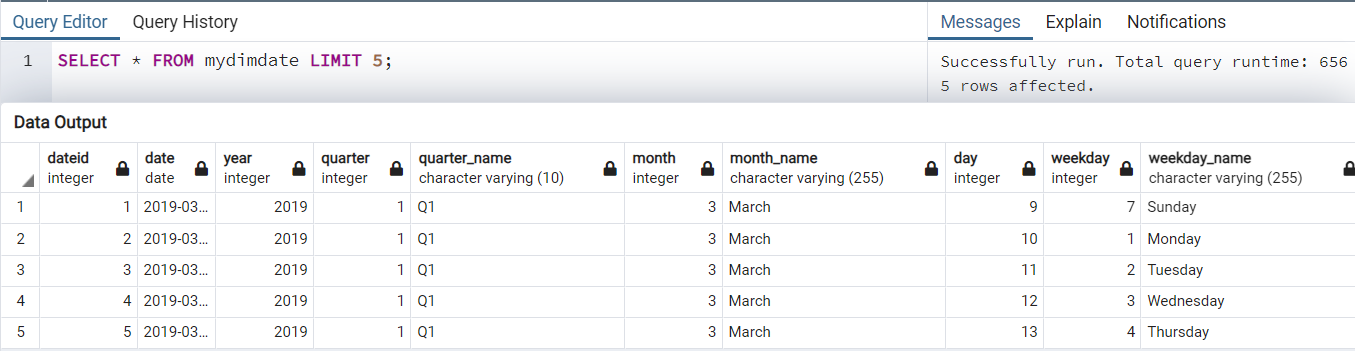 Query Editor Query History
Messages Explain Notifications
1 SELECT * FROM mydimdate LIMIT 5;
Successfully run. Total query runtime: 656
5 rows affected.
Data Output
dateid date year quarter quarter_name month month_name day weekday weekday_name
integer date integer integer character varying (10) integer character varying (255) integer integer character varying (255)
1 1 2019-03... 2019 1 Q1 3 March 9 7 Sunday
2 2 2019-03... 2019 1 Q1 3 March 10 1 Monday
3 3 2019-03... 2019 1 Q1 3 March 11 2 Tuesday
4 4 2019-03... 2019 1 Q1 3 March 12 3 Wednesday
5 5 2019-03... 2019 1 Q1 3 March 13 4 Thursday